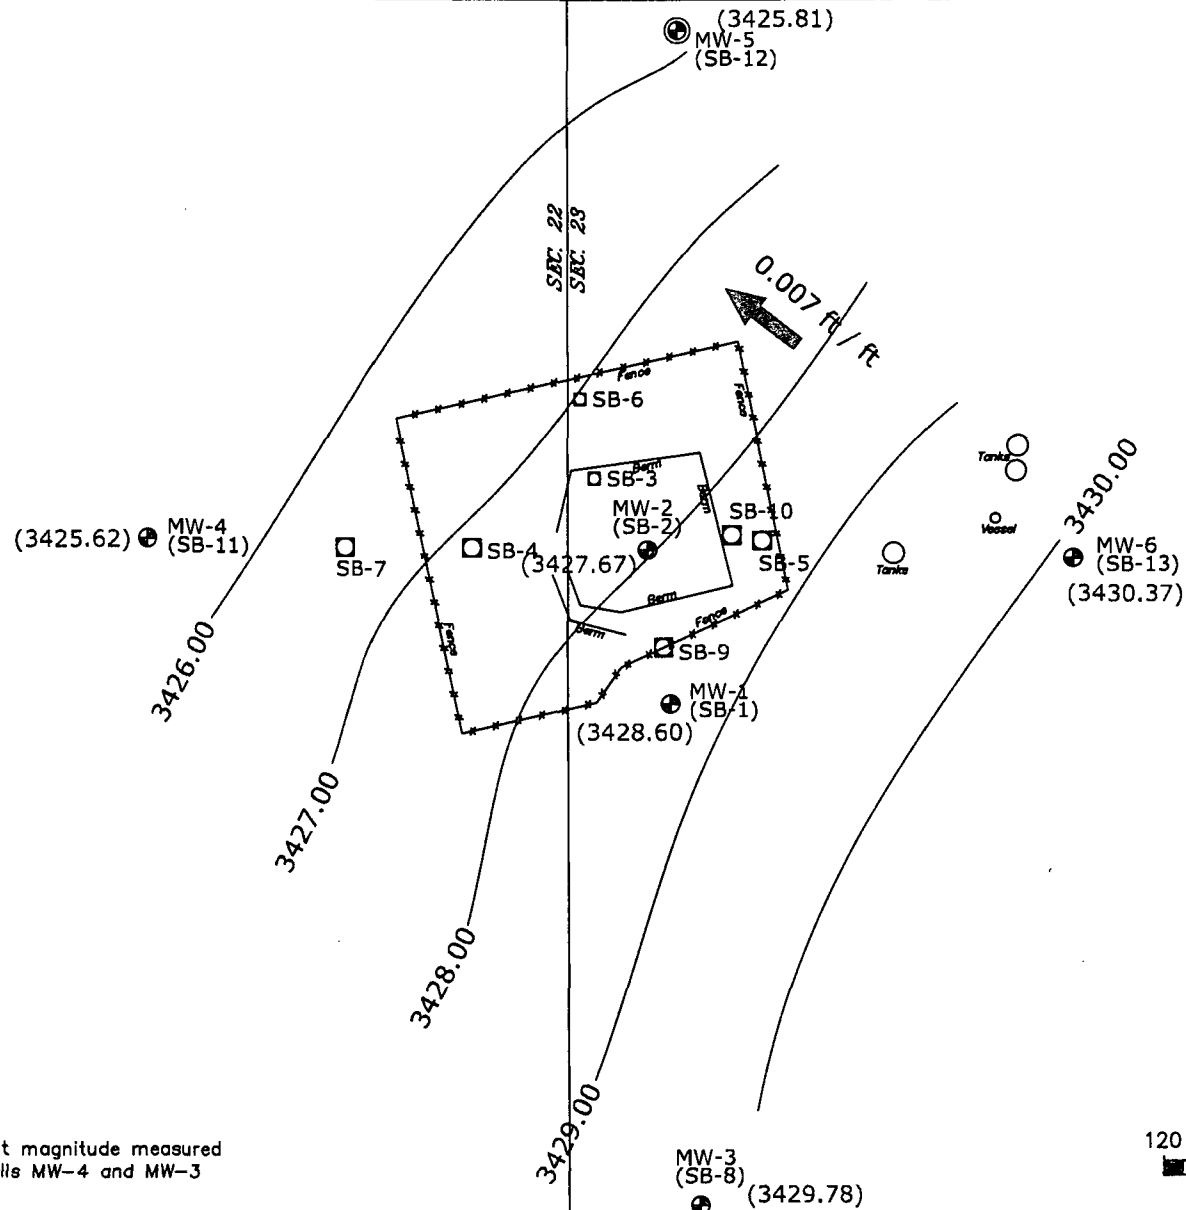 (3425.81)
MW-5
(SB-12)
SEC. 22
SEC. 23
0.007 ft / ft
Fence
Fence
SB-6
Berm
SB-3
Berm
MW-2
(SB-2)
(3427.67)
SB-10
SB-5
SB-4
SB-7
(3425.62)
MW-4
(SB-11)
Tanks
Vessel
Tanks
3430.00
MW-6
(SB-13)
(3430.37)
Berm
Berm
Fence
Fence
SB-9
MW-1
(SB-1)
(3428.60)
3426.00
3427.00
3428.00
3429.00
t magnitude measured
lls MW-4 and MW-3
MW-3
(SB-8)
(3429.78)
120